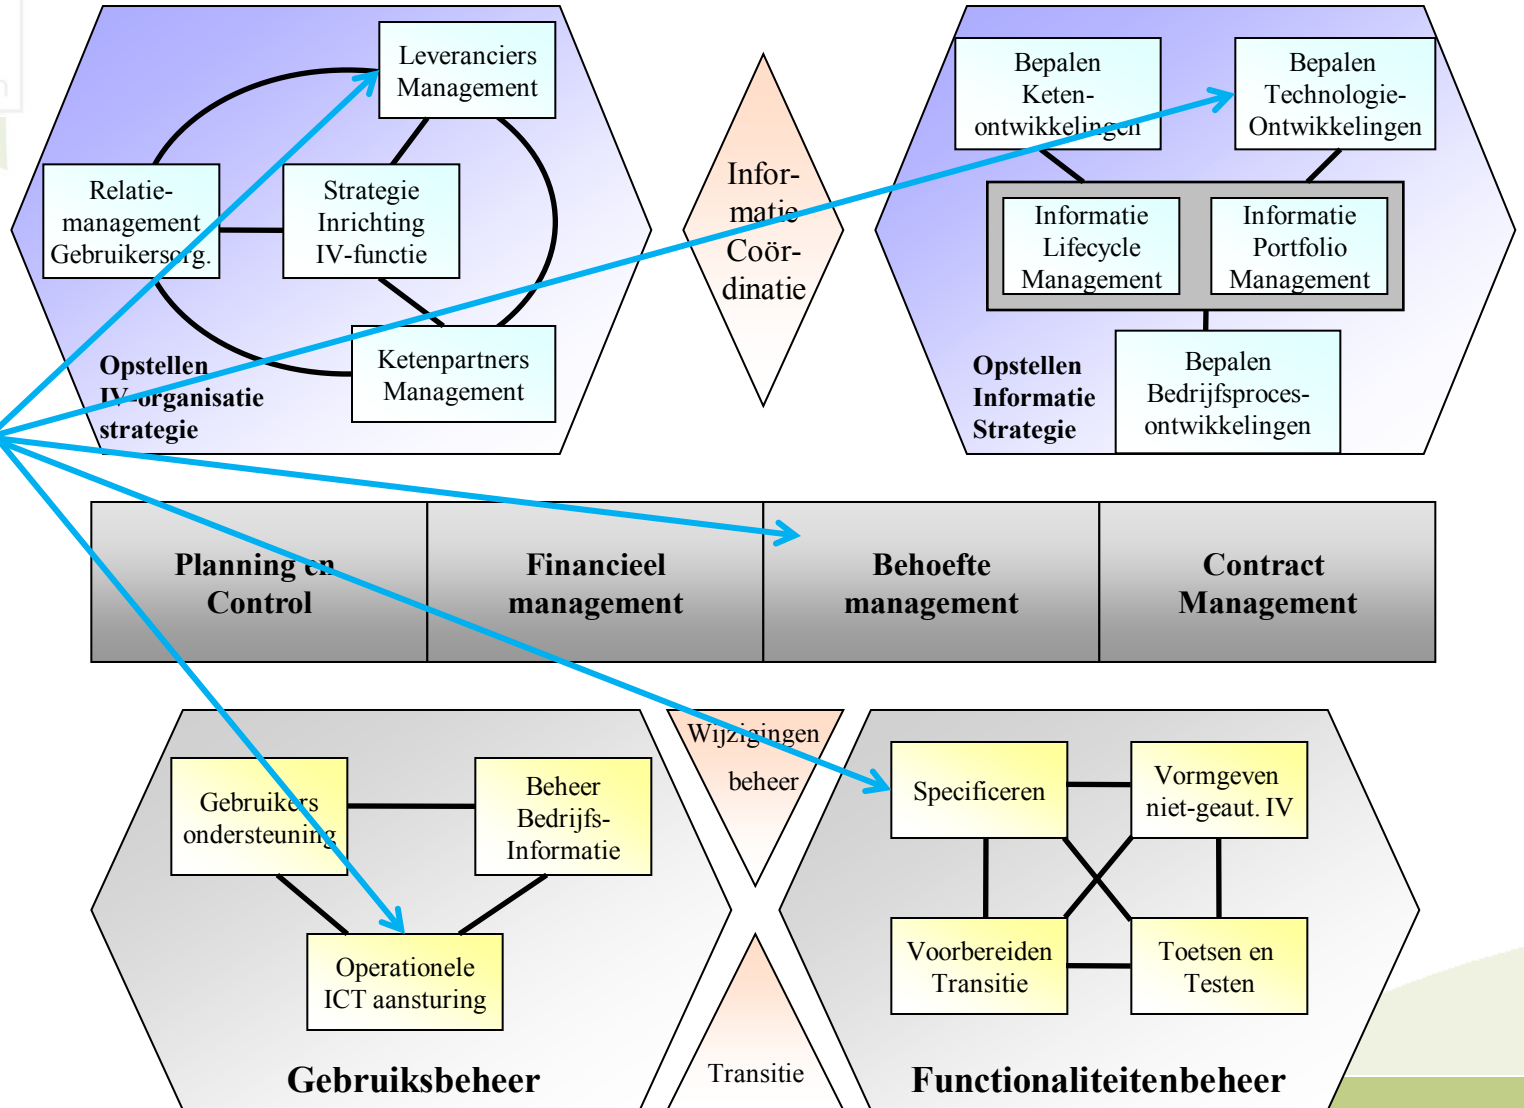 Leveranciers
Management
Relatie-
management
Gebruikersorg.
Strategie
Inrichting
IV-functie
Ketenpartners
Management
Opstellen
IV-organisatie
strategie
Infor-
matie
Coör-
dinatie
Bepalen
Keten-
ontwikkelingen
Bepalen
Technologie-
Ontwikkelingen
Informatie
Lifecycle
Management
Informatie
Portfolio
Management
Bepalen
Bedrijfsproces-
ontwikkelingen
Opstellen
Informatie
Strategie
Planning en
Control
Financieel
management
Behoefte
management
Contract
Management
Gebruikers
ondersteuning
Beheer
Bedrijfs-
Informatie
Operationele
ICT aansturing
Gebruiksbeheer
Wijzigingen
beheer
Transitie
Specificeren
Vormgeven
niet-geaut. IV
Voorbereiden
Transitie
Toetsen en
Testen
Functionaliteitenbeheer